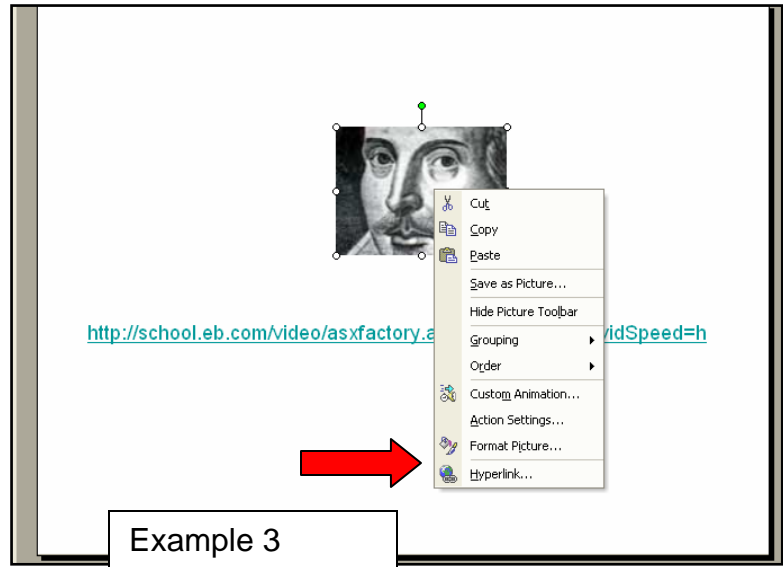 Cut
Copy
Paste
Save as Picture...
Hide Picture Toolbar
Grouping
http://school.eb.com/video/asxfactory.a vidSpeed=h
Order
Custom Animation...
Action Settings...
Format Picture...
Hyperlink...
Example 3